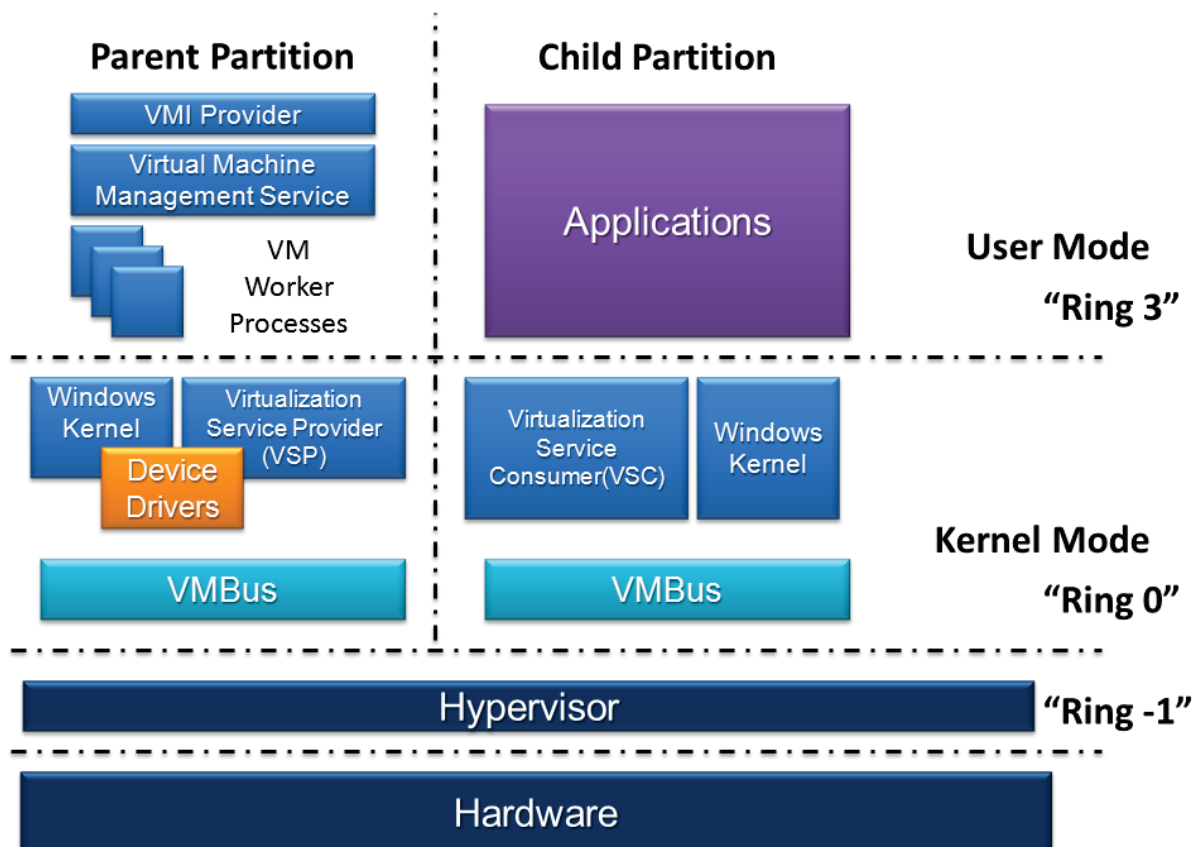 Parent Partition
Child Partition
VMI Provider
Virtual Machine
Management Service
VM
Worker
Processes
Applications
User Mode
“Ring 3”
Windows
Kernel
Virtualization
Service Provider
(VSP)
Device
Drivers
VMBus
Virtualization
Service
Consumer(VSC)
Windows
Kernel
VMBus
Kernel Mode
“Ring 0”
Hypervisor
“Ring -1”
Hardware